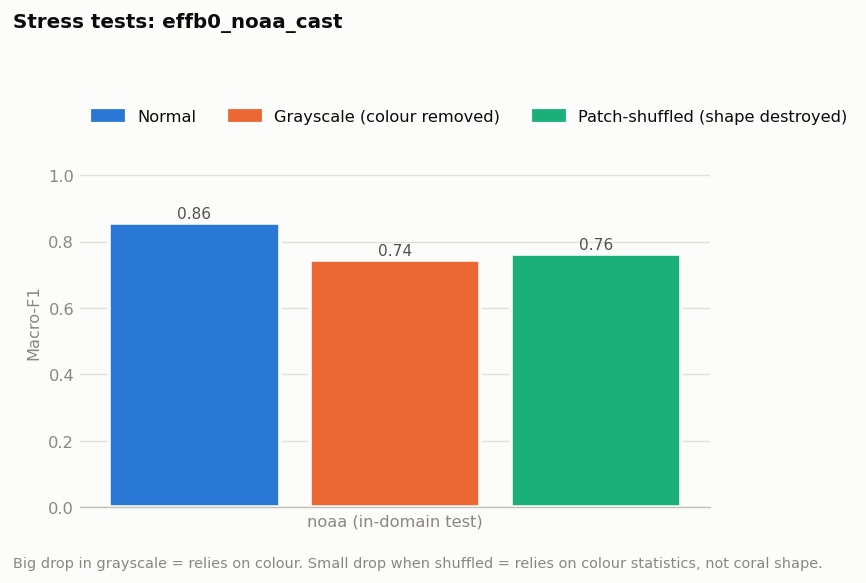 Stress tests: effb0_noaa_cast
Normal
Grayscale (colour removed)
Patch-shuffled (shape destroyed)
1.0
0.8
0.6
0.4
0.2
0.0
Macro-F1
0.86
0.74
0.76
noaa (in-domain test)
Big drop in grayscale = relies on colour. Small drop when shuffled = relies on colour statistics, not coral shape.